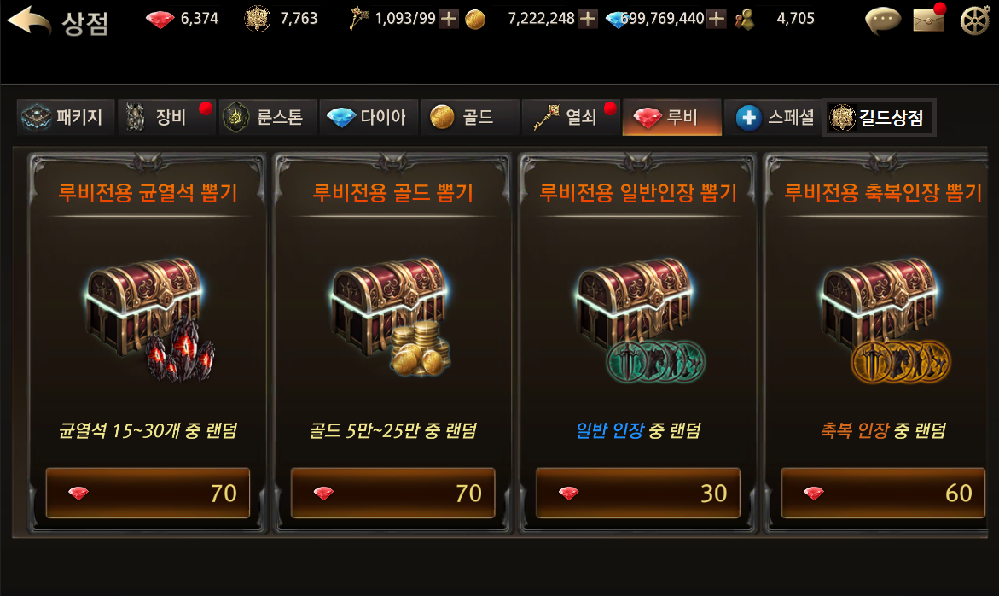 상점 6,374 7,763 1,093/99 7,222,248 699,769,440 4,705
패키지 장비 룬스톤 다이아 골드 열쇠 루비 스페셜 길드상점
루비전용 균열석 뽑기
균열석 15~30개 중 랜덤
70
루비전용 골드 뽑기
골드 5만~25만 중 랜덤
70
루비전용 일반인장 뽑기
일반 인장 중 랜덤
30
루비전용 축복인장 뽑기
축복 인장 중 랜덤
60